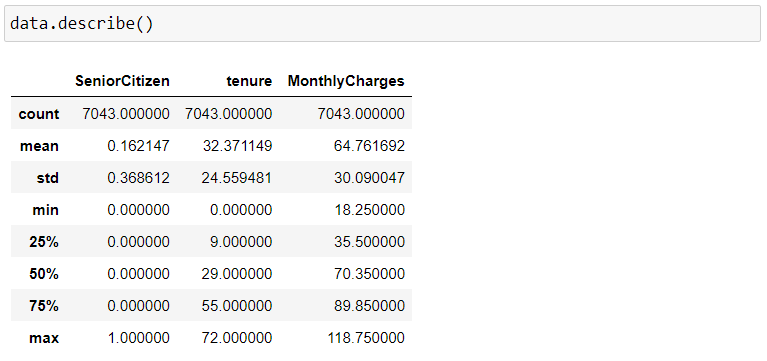 data.describe()
SeniorCitizen tenure MonthlyCharges
count 7043.000000 7043.000000 7043.000000
mean 0.162147 32.371149 64.761692
std 0.368612 24.559481 30.090047
min 0.000000 0.000000 18.250000
25% 0.000000 9.000000 35.500000
50% 0.000000 29.000000 70.350000
75% 0.000000 55.000000 89.850000
max 1.000000 72.000000 118.750000